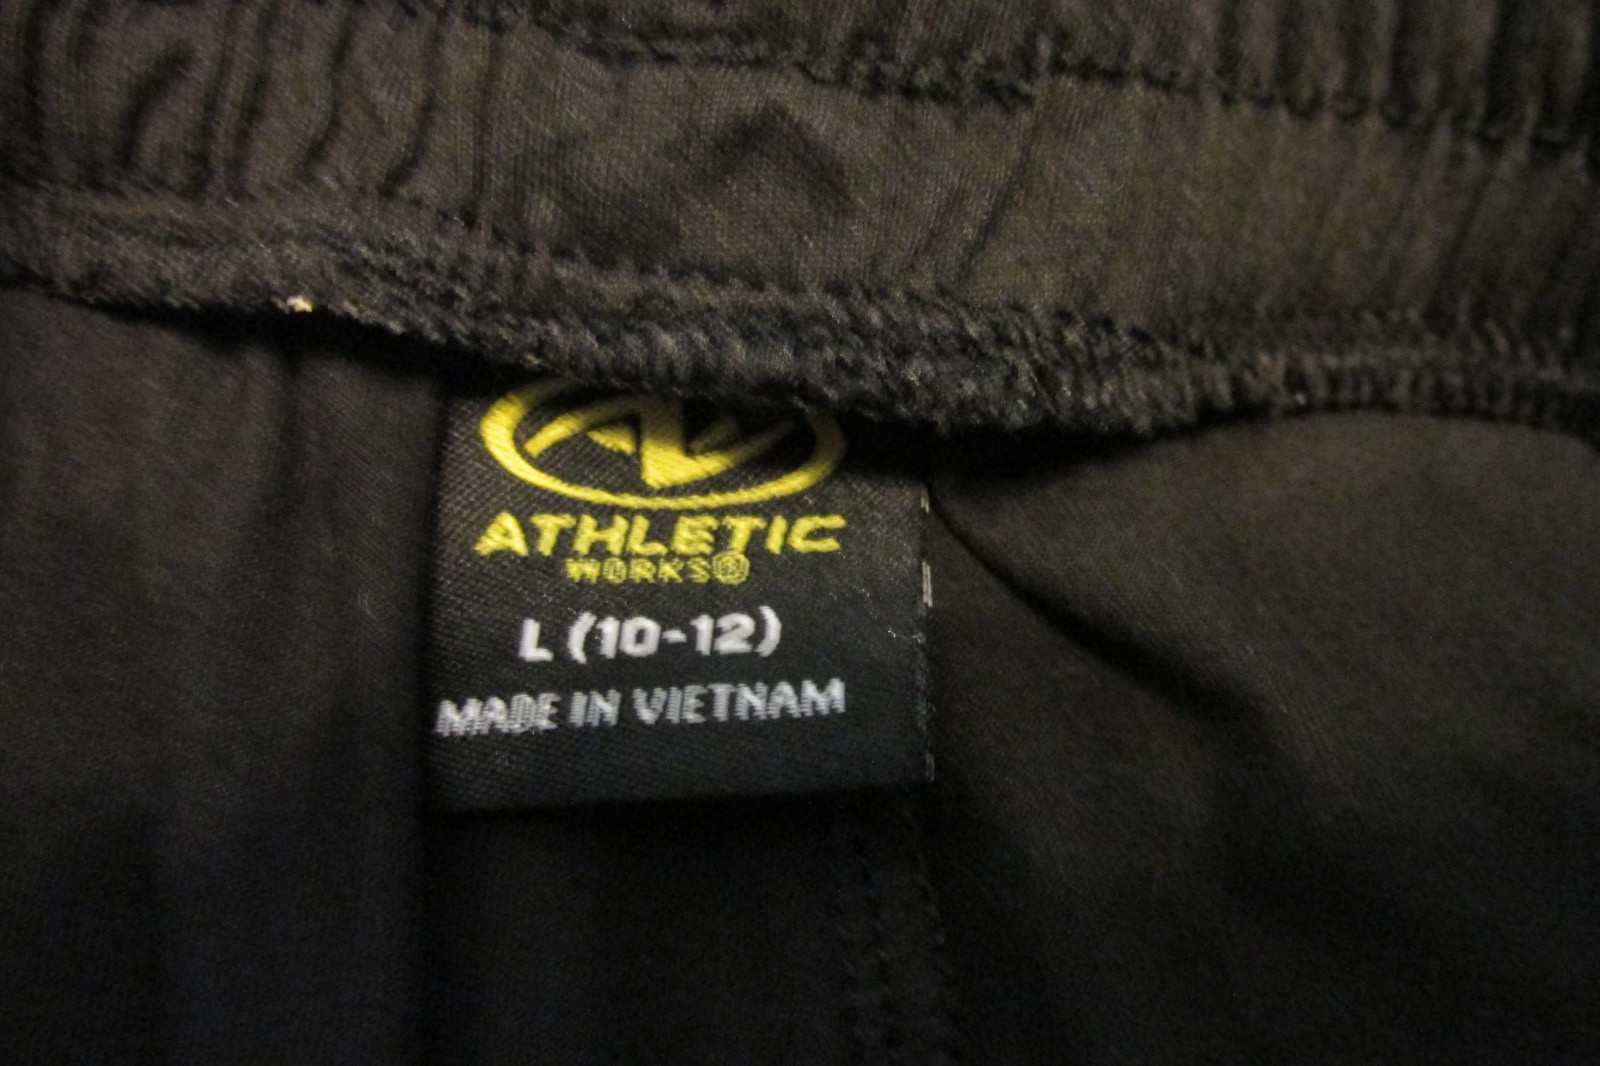 ATHLETIC
WORKS®
L (10-12)
MADE IN VIETNAM